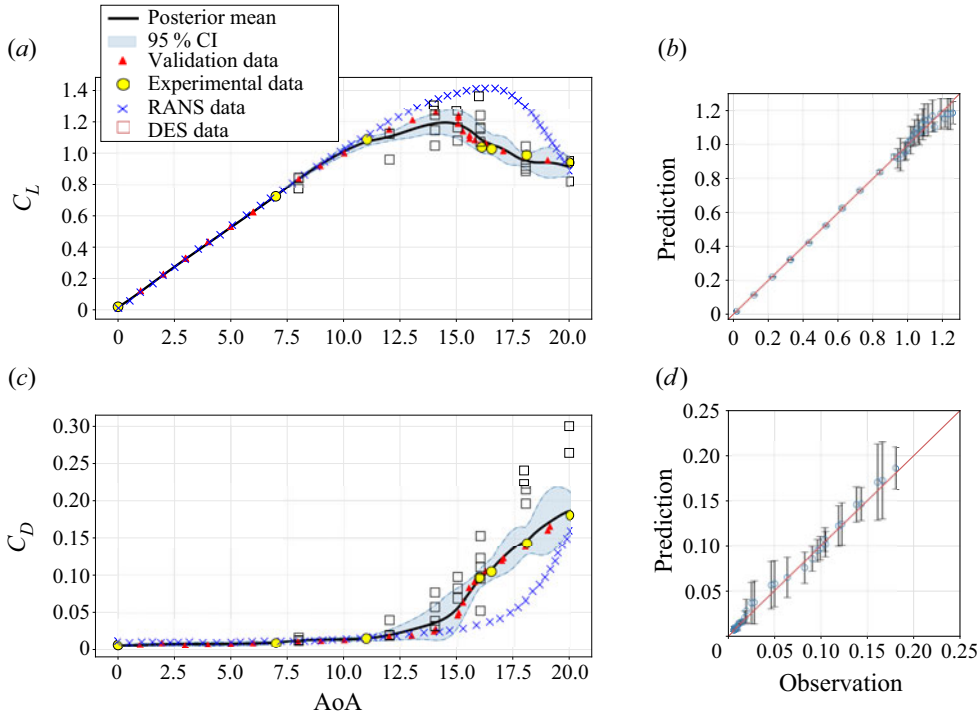 Posterior mean
95 % CI
Validation data
Experimental data
RANS data
DES data
(a)
1.4
1.2
1.0
0.8
0.6
0.4
0.2
0
C_L
0 2.5 5.0 7.5 10.0 12.5 15.0 17.5 20.0
(b)
1.2
1.0
0.8
0.6
0.4
0.2
0
Prediction
0 0.2 0.4 0.6 0.8 1.0 1.2
(c)
0.30
0.25
0.20
0.15
0.10
0.05
0
C_D
0 2.5 5.0 7.5 10.0 12.5 15.0 17.5 20.0
AoA
(d)
0.25
0.20
0.15
0.10
0.05
Prediction
0.05 0.10 0.15 0.20 0.25
Observation